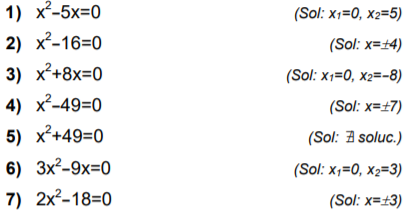 1) x²–5x=0 (Sol: x₁=0, x₂=5)
2) x²–16=0 (Sol: x=±4)
3) x²+8x=0 (Sol: x₁=0, x₂=–8)
4) x²–49=0 (Sol: x=±7)
5) x²+49=0 (Sol: ∄ soluc.)
6) 3x²–9x=0 (Sol: x₁=0, x₂=3)
7) 2x²–18=0 (Sol: x=±3)